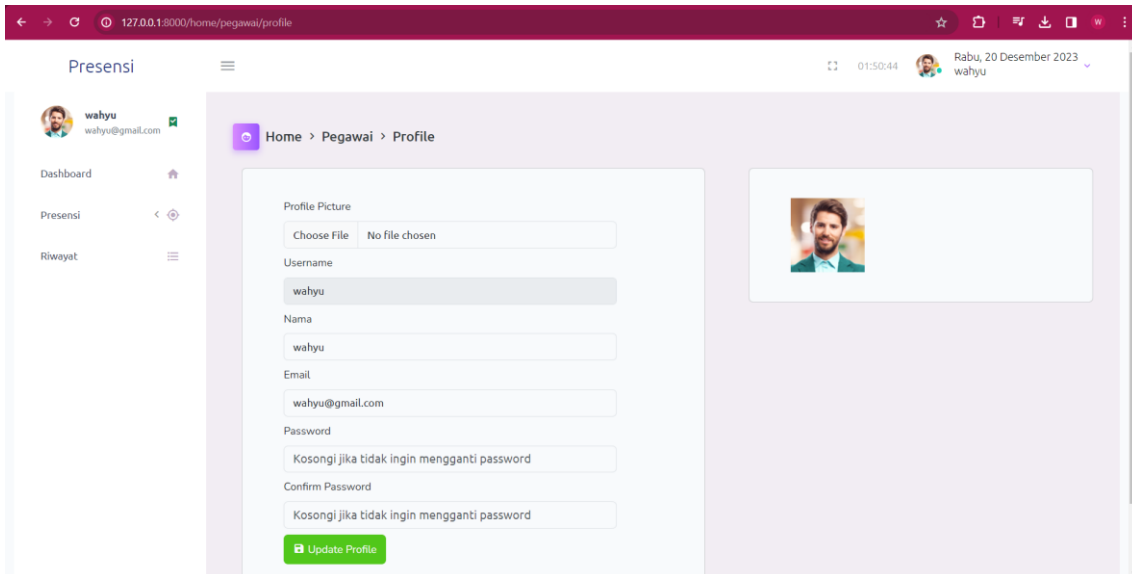 127.0.0.1:8000/home/pegawai/profile
W
Presensi
01:50:44
Rabu, 20 Desember 2023
wahyu
wahyu
wahyu@gmail.com
Dashboard
Presensi
Riwayat
Home > Pegawai > Profile
Profile Picture
Choose File No file chosen
Username
wahyu
Nama
wahyu
Email
wahyu@gmail.com
Password
Kosongi jika tidak ingin mengganti password
Confirm Password
Kosongi jika tidak ingin mengganti password
Update Profile